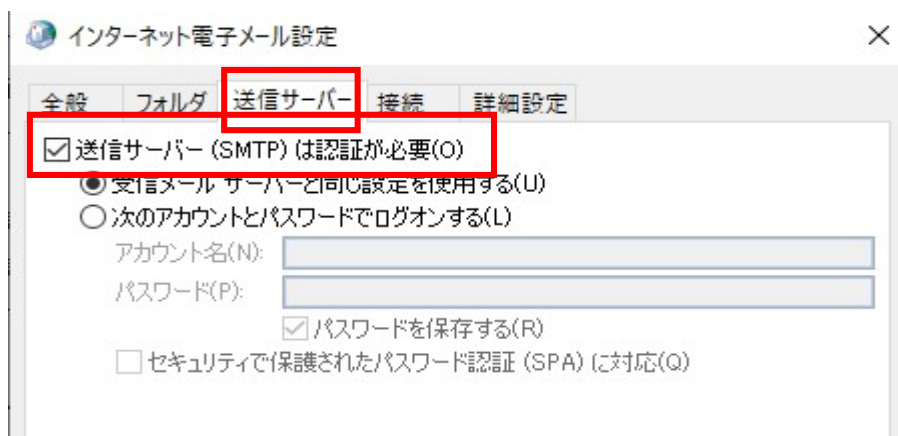 インターネット電子メール設定
全般 フォルダ 送信サーバー 接続 詳細設定
送信サーバー (SMTP) は認証が必要(O)
受信メール サーバーと同じ設定を使用する(U)
次のアカウントとパスワードでログオンする(L)
アカウント名(N):
パスワード(P):
パスワードを保存する(R)
セキュリティで保護されたパスワード認証 (SPA) に対応(Q)